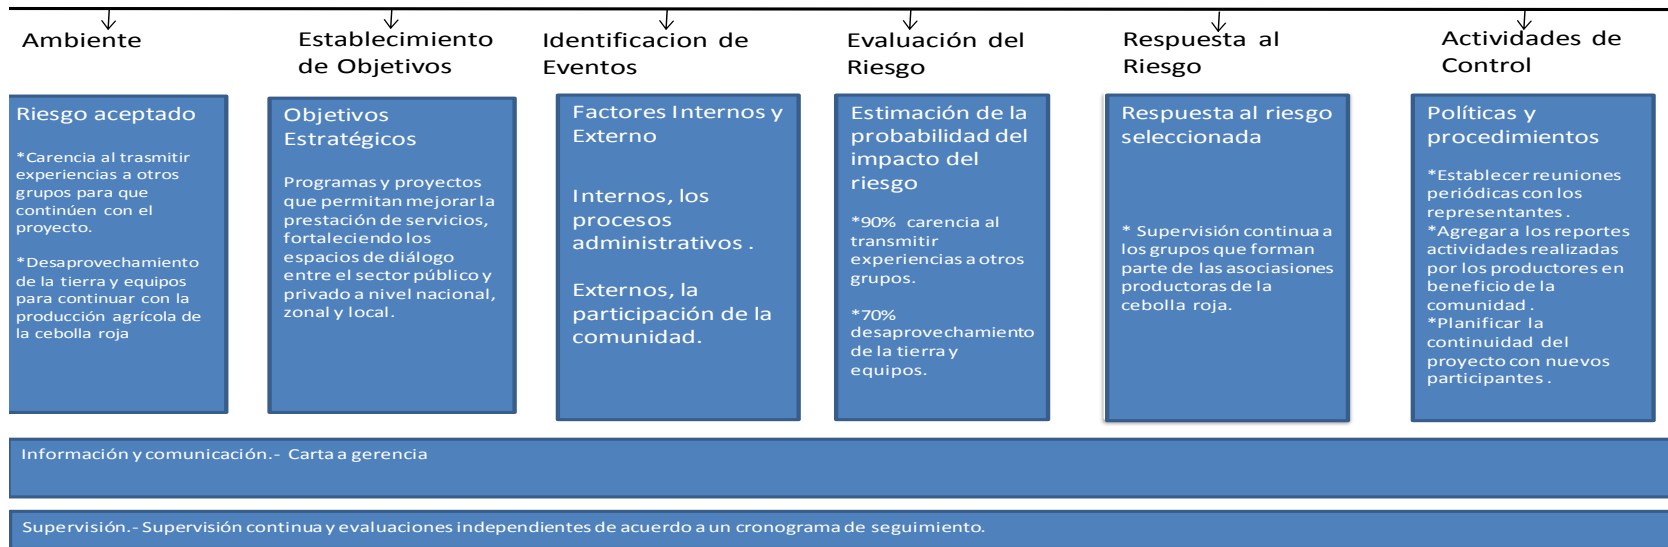 Ambiente
Establecimiento
de Objetivos
Identificacion de
Eventos
Evaluación del
Riesgo
Respuesta al
Riesgo
Actividades de
Control
Riesgo aceptado
*Carencia al trasmitir
experiencias a otros
grupos para que
continúen con el
proyecto.
*Desaprovechamiento
de la tierra y equipos
para continuar con la
producción agrícola de
la cebolla roja
Objetivos
Estratégicos
Programas y proyectos
que permitan mejorar la
prestación de servicios,
fortaleciendo los
espacios de diálogo
entre el sector público y
privado a nivel nacional,
zonal y local.
Factores Internos y
Externo
Internos, los
procesos
administrativos .
Externos, la
participación de la
comunidad.
Estimación de la
probabilidad del
impacto del
riesgo
*90% carencia al
transmitir
experiencias a otros
grupos.
*70%
desaprovechamiento
de la tierra y
equipos.
Respuesta al riesgo
seleccionada
* Supervisión continua a
los grupos que forman
parte de las asociasiones
productoras de la
cebolla roja.
Políticas y
procedimientos
*Establecer reuniones
periódicas con los
representantes .
*Agregar a los reportes
actividades realizadas
por los productores en
beneficio de la
comunidad .
*Planificar la
continuidad del
proyecto con nuevos
participantes .
Información y comunicación.- Carta a gerencia
Supervisión.- Supervisión continua y evaluaciones independientes de acuerdo a un cronograma de seguimiento.